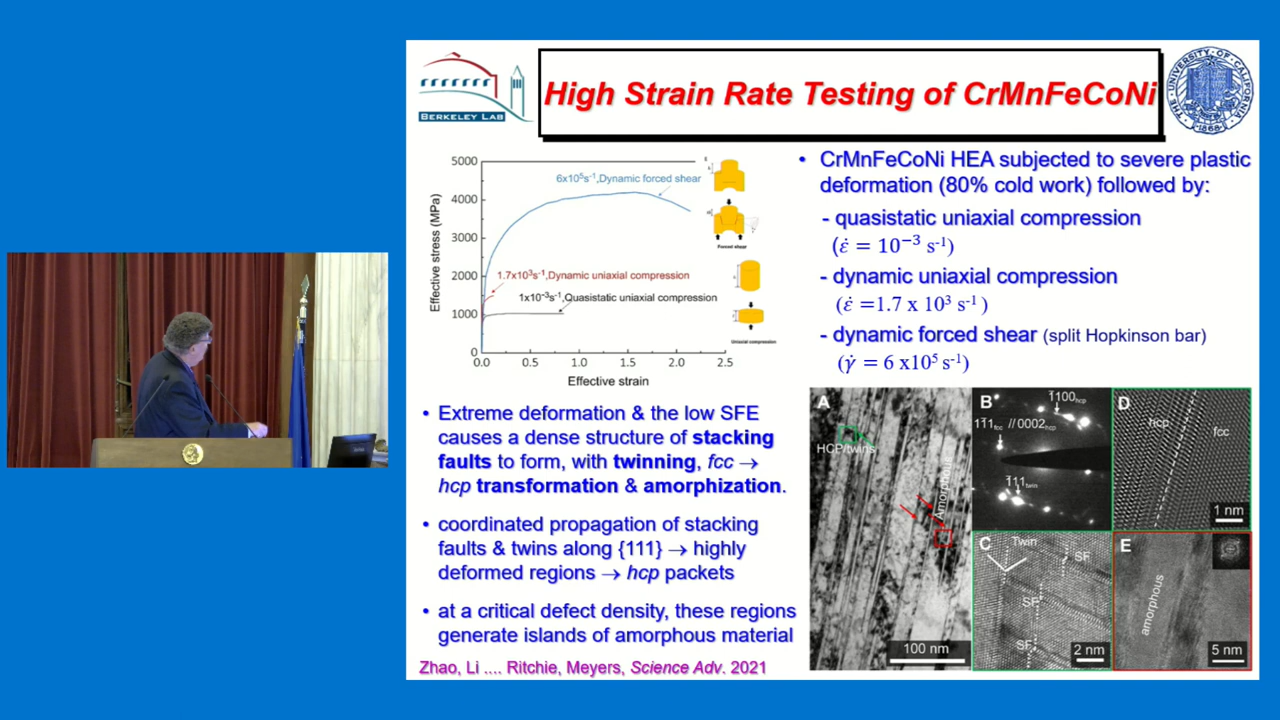 BERKELEY LAB
High Strain Rate Testing of CrMnFeCoNi
THE UNIVERSITY OF CALIFORNIA
1868
Effective stress (MPa)
5000
4000
3000
2000
1000
0
0.0 0.5 1.0 1.5 2.0 2.5
Effective strain
6x10⁵s⁻¹,Dynamic forced shear
1.7x10³s⁻¹,Dynamic uniaxial compression
1x10⁻³s⁻¹,Quasistatic uniaxial compression
Forced shear
Uniaxial compression
• CrMnFeCoNi HEA subjected to severe plastic
deformation (80% cold work) followed by:
- quasistatic uniaxial compression
(ε̇ = 10⁻³ s⁻¹)
- dynamic uniaxial compression
(ε̇ =1.7 x 10³ s⁻¹ )
- dynamic forced shear (split Hopkinson bar)
(γ̇ = 6 x10⁵ s⁻¹)
• Extreme deformation & the low SFE
causes a dense structure of stacking
faults to form, with twinning, fcc →
hcp transformation & amorphization.
• coordinated propagation of stacking
faults & twins along {111} → highly
deformed regions → hcp packets
• at a critical defect density, these regions
generate islands of amorphous material
Zhao, Li .... Ritchie, Meyers, Science Adv. 2021
A
HCP/twins
Amorphous
100 nm
B
1̄100hcp
11̄1fcc // 0002hcp
1̄11twin
D
hcp
fcc
1 nm
C
Twin
SF
SF
SF
2 nm
E
amorphous
5 nm